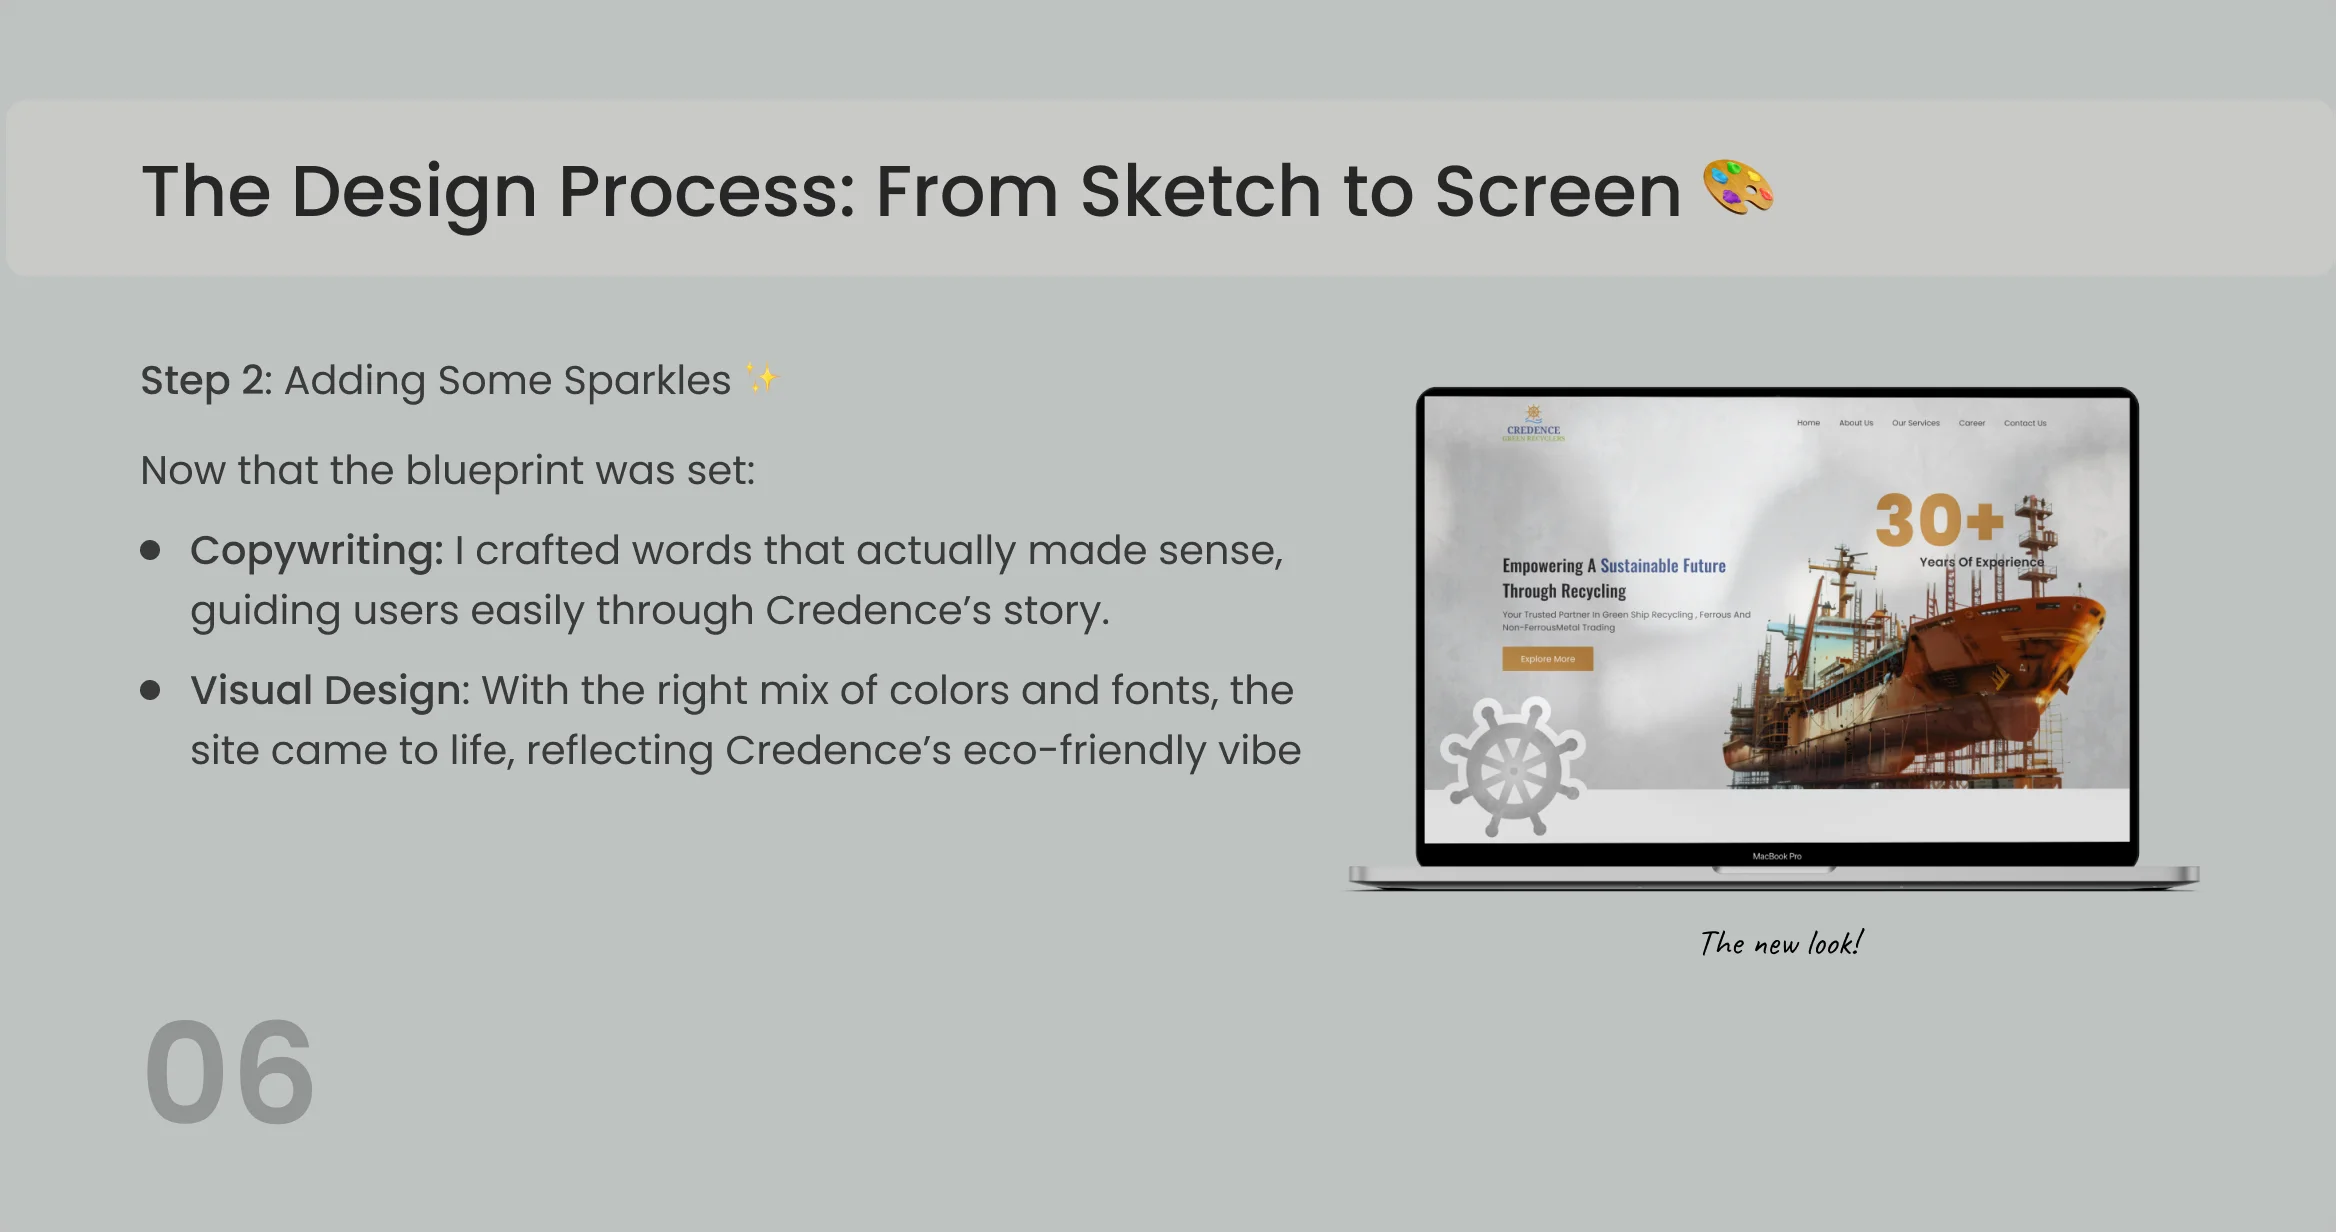 The Design Process: From Sketch to Screen 🎨
Step 2: Adding Some Sparkles ✨
Now that the blueprint was set:
● Copywriting: I crafted words that actually made sense,
guiding users easily through Credence’s story.
● Visual Design: With the right mix of colors and fonts, the
site came to life, reflecting Credence’s eco-friendly vibe
CREDENCE
GREEN RECYCLERS
Home About Us Our Services Career Contact Us
30+
Years Of Experience
Empowering A Sustainable Future
Through Recycling
Your Trusted Partner In Green Ship Recycling , Ferrous And
Non-FerrousMetal Trading
Explore More
MacBook Pro
The new look!
06